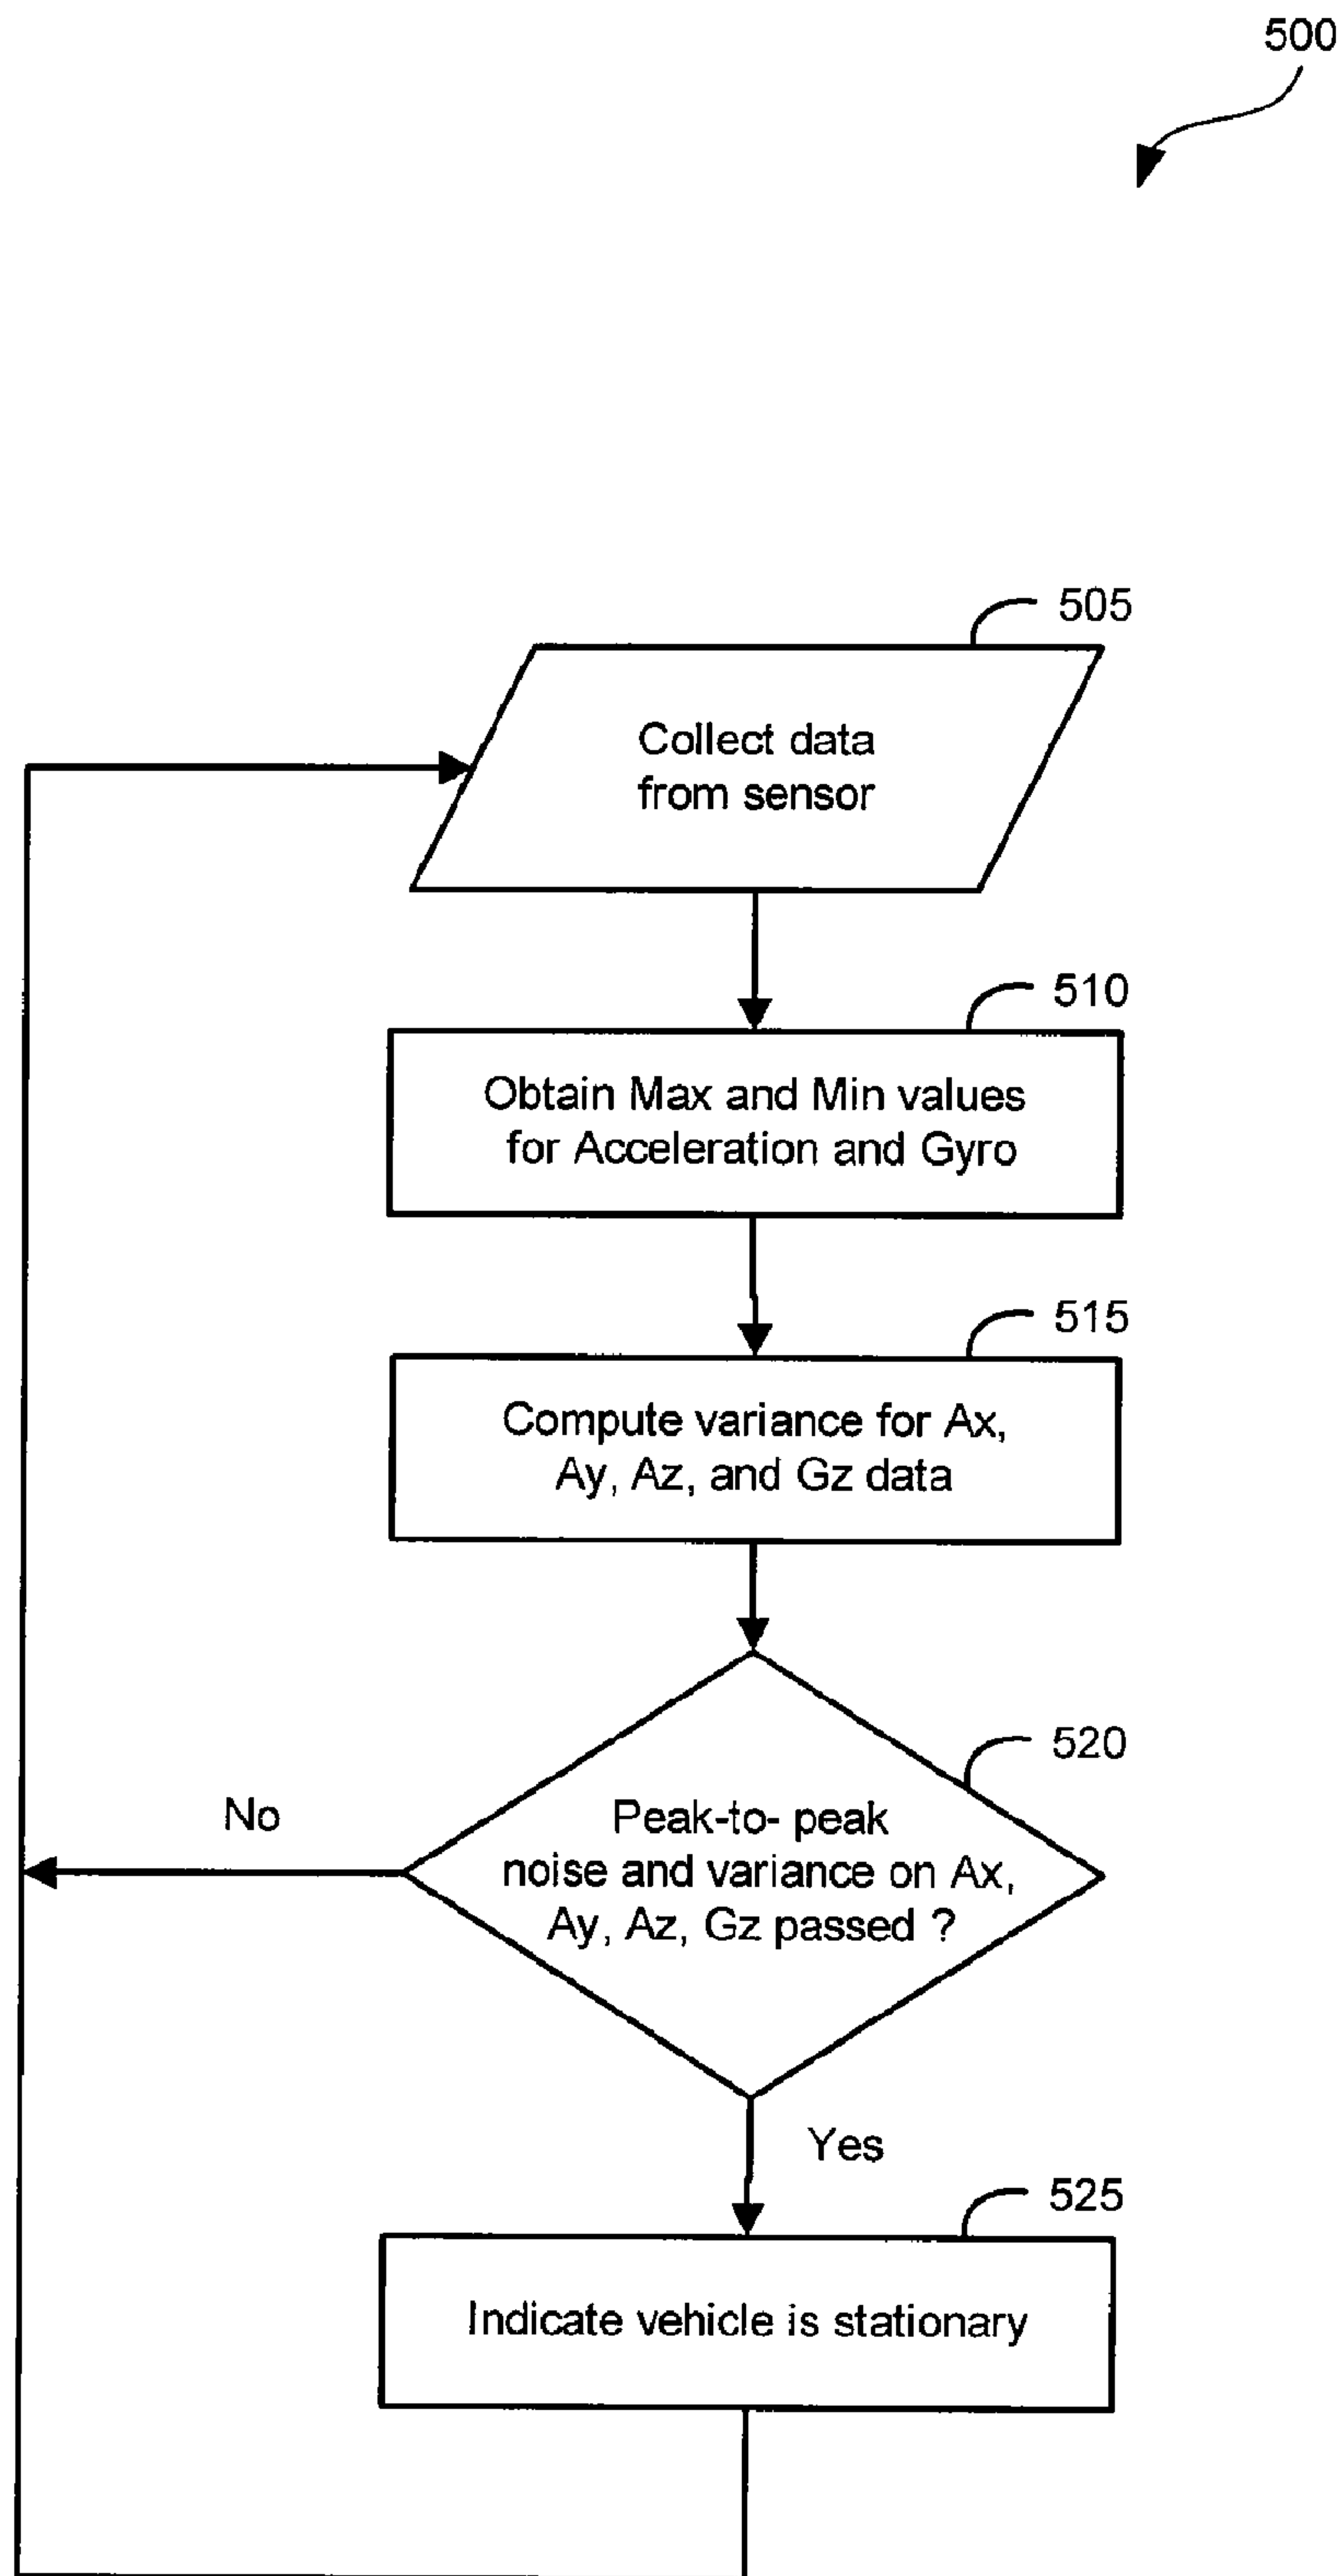 500
505
Collect data
from sensor
510
Obtain Max and Min values
for Acceleration and Gyro
515
Compute variance for Ax,
Ay, Az, and Gz data
520
Peak-to- peak
noise and variance on Ax,
Ay, Az, Gz passed ?
No
Yes
525
Indicate vehicle is stationary